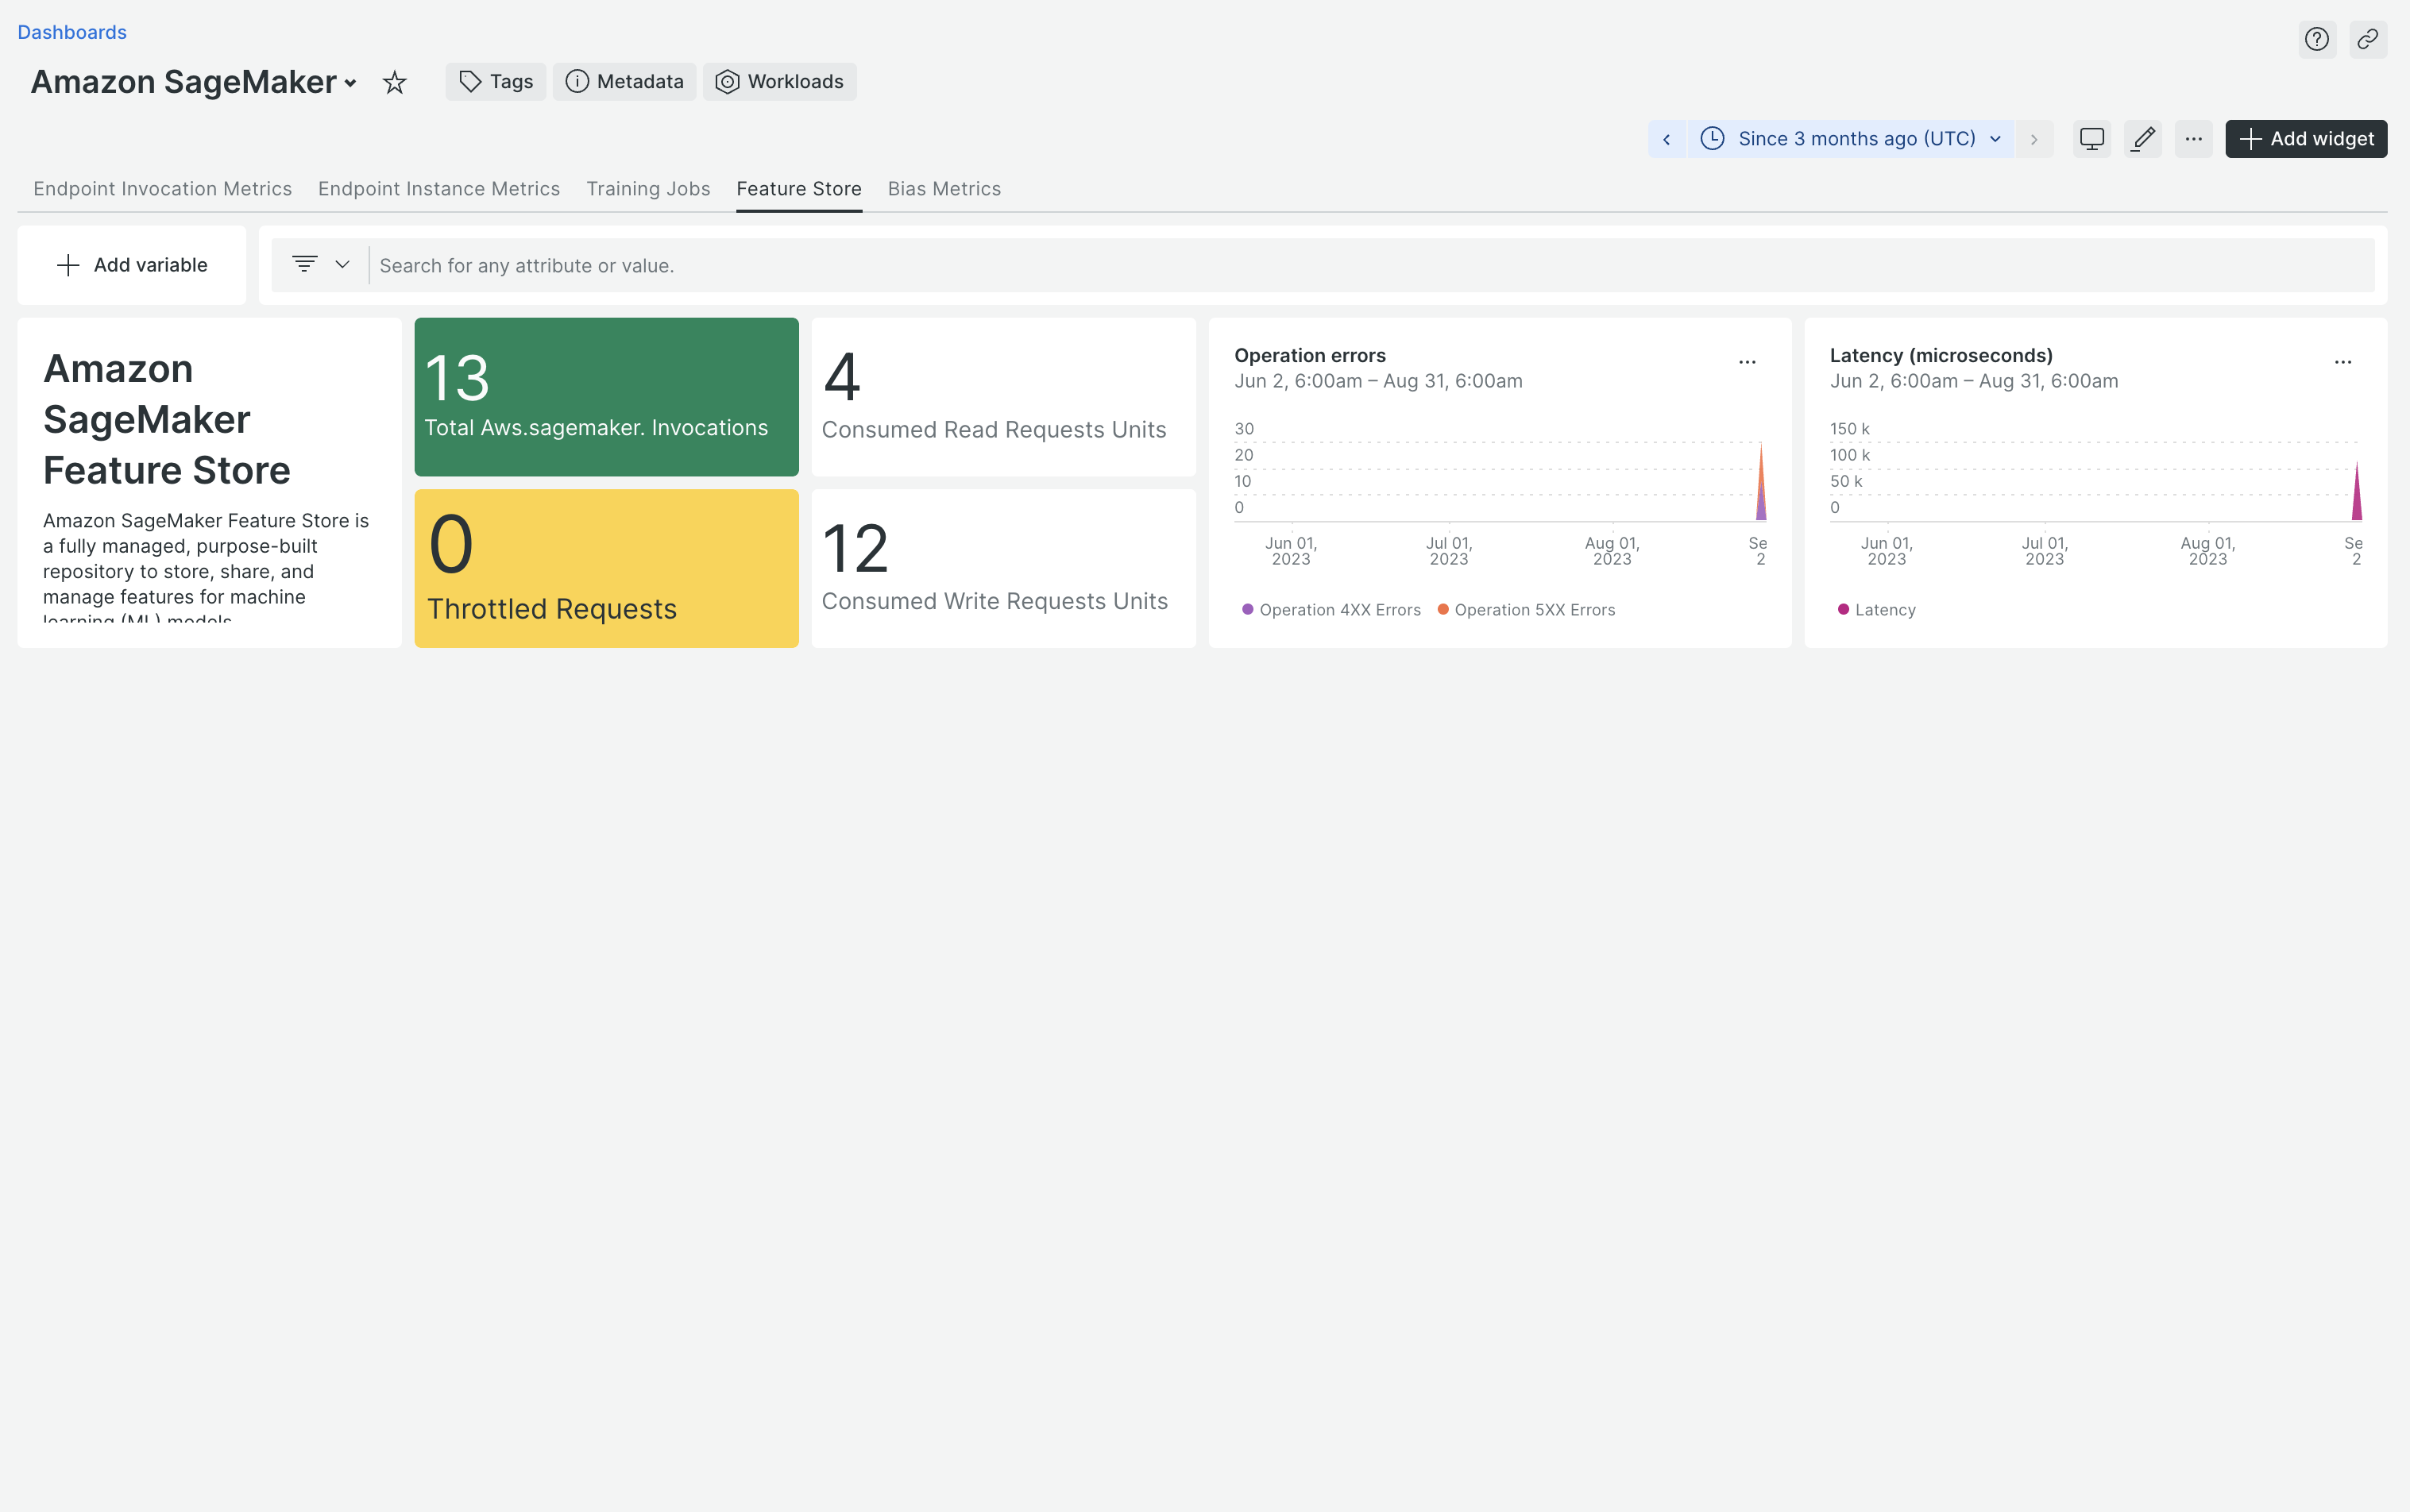 Dashboards
Amazon SageMaker
Tags
Metadata
Workloads
Since 3 months ago (UTC)
Add widget
Endpoint Invocation Metrics
Endpoint Instance Metrics
Training Jobs
Feature Store
Bias Metrics
Add variable
Search for any attribute or value.
Amazon
SageMaker
Feature Store
Amazon SageMaker Feature Store is
a fully managed, purpose-built
repository to store, share, and
manage features for machine
learning (ML) models
13
Total Aws.sagemaker. Invocations
0
Throttled Requests
4
Consumed Read Requests Units
12
Consumed Write Requests Units
Operation errors
Jun 2, 6:00am – Aug 31, 6:00am
30
20
10
0
Jun 01,
2023
Jul 01,
2023
Aug 01,
2023
Se
2
Operation 4XX Errors
Operation 5XX Errors
Latency (microseconds)
Jun 2, 6:00am – Aug 31, 6:00am
150 k
100 k
50 k
0
Jun 01,
2023
Jul 01,
2023
Aug 01,
2023
Se
2
Latency